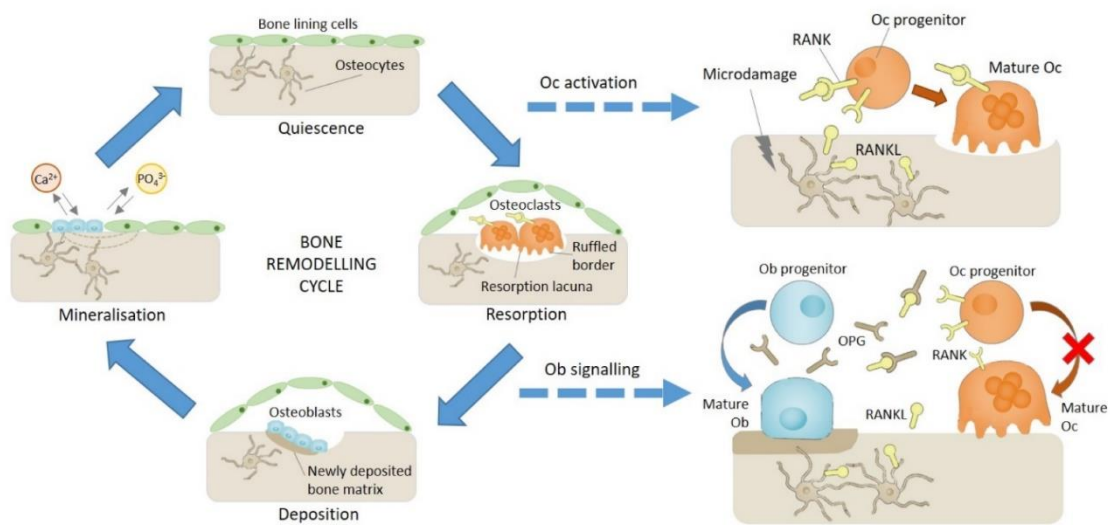 Bone lining cells
Osteocytes
Quiescence
Oc activation
Oc progenitor
RANK
Microdamage
Mature Oc
RANKL
Ca2+
PO43-
BONE
REMODELLING
CYCLE
Mineralisation
Osteoclasts
Ruffled
border
Resorption lacuna
Resorption
Ob signalling
Ob progenitor
Oc progenitor
OPG
RANK
Mature
Ob
RANKL
Mature
Oc
Osteoblasts
Newly deposited
bone matrix
Deposition